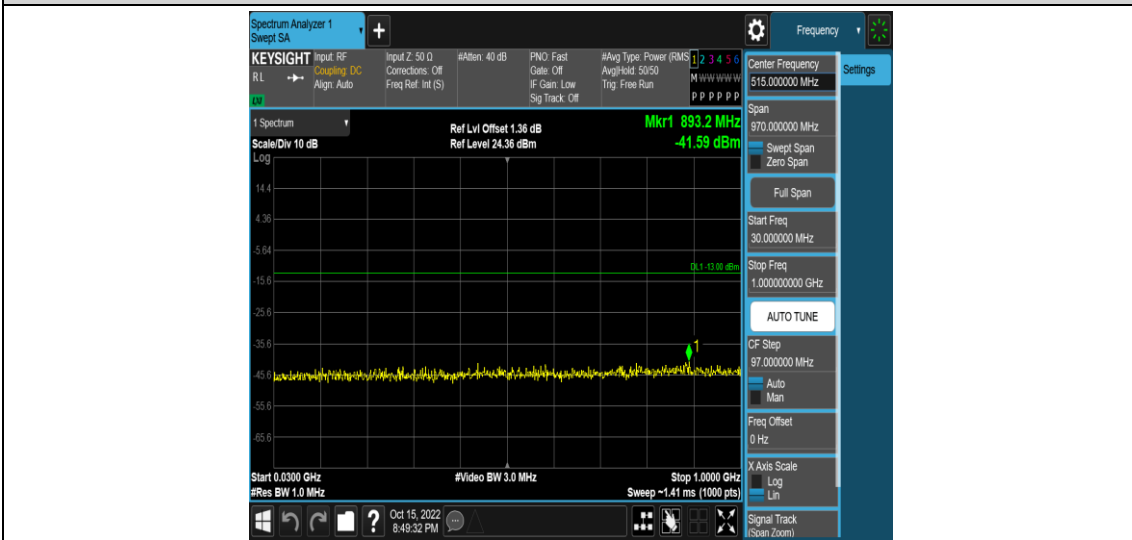 Spectrum Analyzer 1
Swept SA
+
Frequency
KEYSIGHT
RL
LXI
Input: RF
Coupling: DC
Align: Auto
Input Z: 50 Ω
Corrections: Off
Freq Ref: Int (S)
#Atten: 40 dB
PNO: Fast
Gate: Off
IF Gain: Low
Sig Track: Off
#Avg Type: Power (RMS
Avg|Hold: 50/50
Trig: Free Run
1 2 3 4 5 6
M W W W W W
P P P P P P
1 Spectrum
Scale/Div 10 dB
Log
Ref Lvl Offset 1.36 dB
Ref Level 24.36 dBm
Mkr1 893.2 MHz
-41.59 dBm
14.4
4.36
-5.64
DL1 -13.00 dBm
-15.6
-25.6
-35.6
1
-45.6
-55.6
-65.6
Start 0.0300 GHz
#Res BW 1.0 MHz
#Video BW 3.0 MHz
Stop 1.0000 GHz
Sweep ~1.41 ms (1000 pts)
?
Oct 15, 2022
8:49:32 PM
Settings
Center Frequency
515.000000 MHz
Span
970.000000 MHz
Swept Span
Zero Span
Full Span
Start Freq
30.000000 MHz
Stop Freq
1.000000000 GHz
AUTO TUNE
CF Step
97.000000 MHz
Auto
Man
Freq Offset
0 Hz
X Axis Scale
Log
Lin
Signal Track
(Span Zoom)